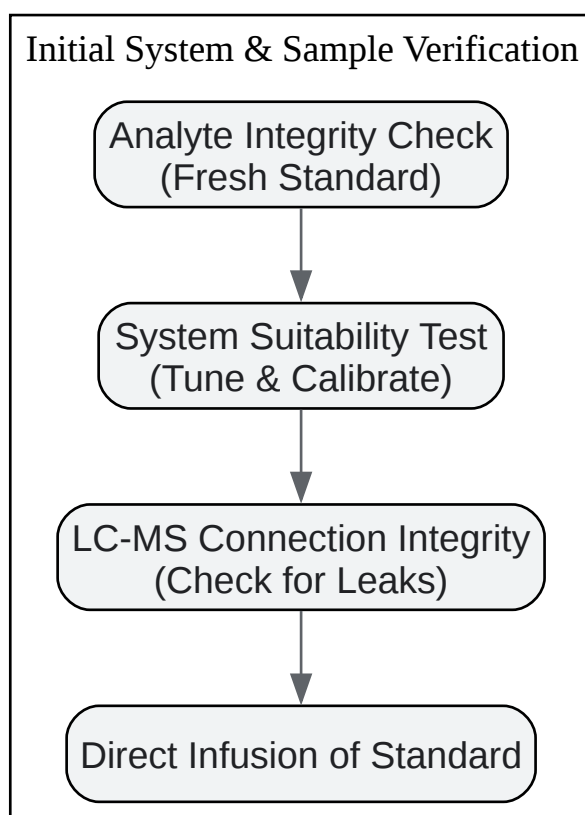 Initial System & Sample Verification
Analyte Integrity Check
(Fresh Standard)
System Suitability Test
(Tune & Calibrate)
LC-MS Connection Integrity
(Check for Leaks)
Direct Infusion of Standard